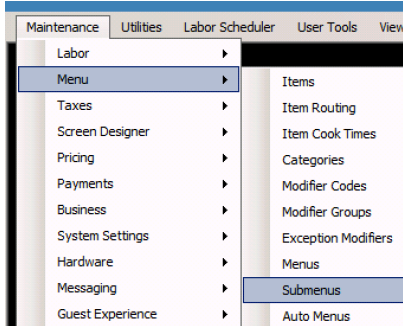 Maintenance Utilities Labor Scheduler User Tools View
Labor
Menu
Taxes
Screen Designer
Pricing
Payments
Business
System Settings
Hardware
Messaging
Guest Experience
Items
Item Routing
Item Cook Times
Categories
Modifier Codes
Modifier Groups
Exception Modifiers
Menus
Submenus
Auto Menus